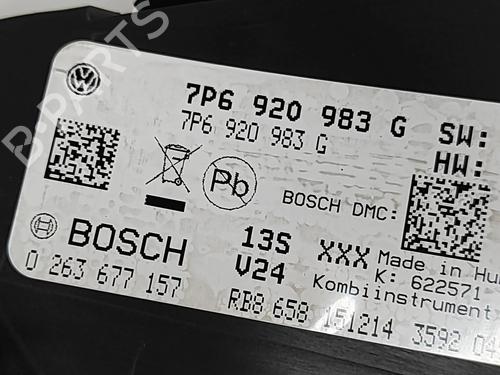 7P6 920 983 G SW:
7P6 920 983 G HW:
Pb
BOSCH DMC:
BOSCH 13S XXX Made in Hu
V24 K: 622571-
0 263 677 157 Kombiinstrument
RB8 658 151214 3592
B-PARTS